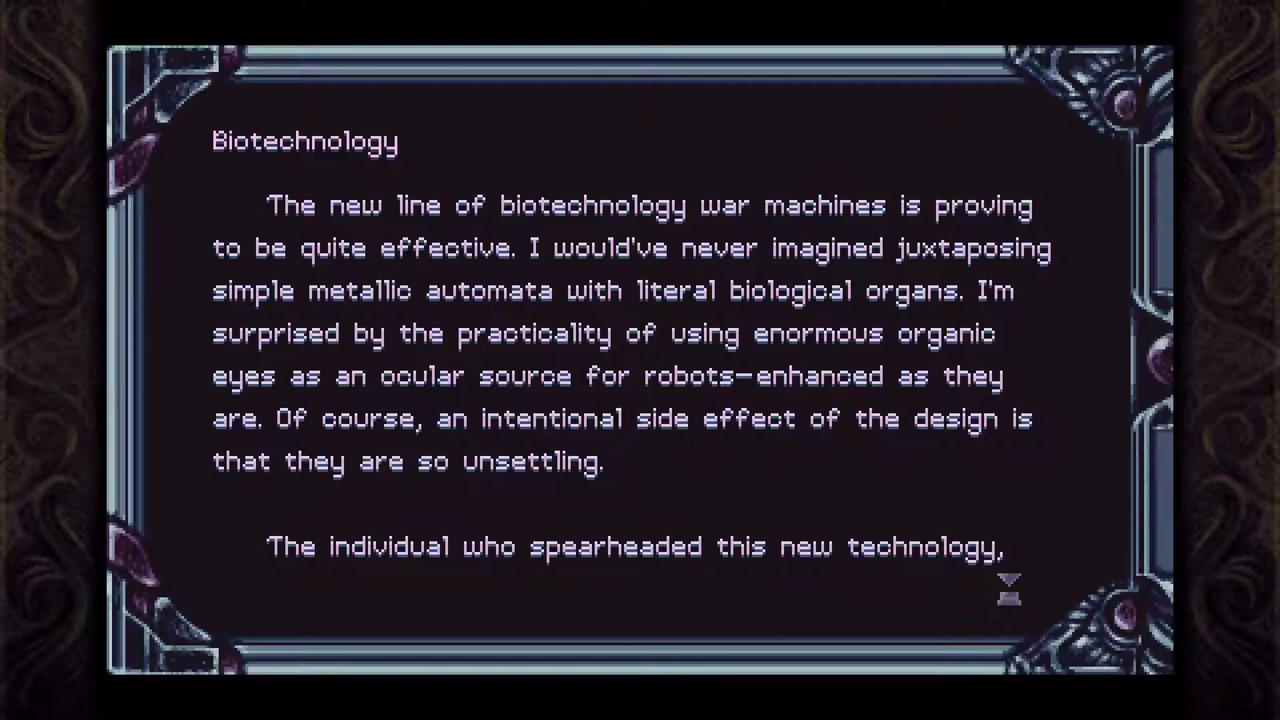 Biotechnology
The new line of biotechnology war machines is proving
to be quite effective. I would've never imagined juxtaposing
simple metallic automata with literal biological organs. I'm
surprised by the practicality of using enormous organic
eyes as an ocular source for robots—enhanced as they
are. Of course, an intentional side effect of the design is
that they are so unsettling.
The individual who spearheaded this new technology,